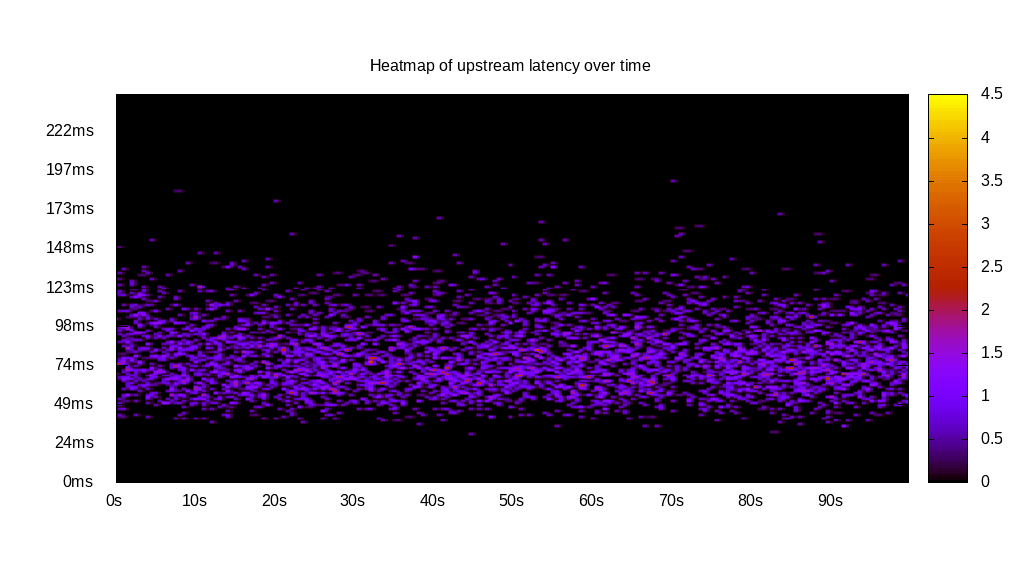 Heatmap of upstream latency over time
222ms
197ms
173ms
148ms
123ms
98ms
74ms
49ms
24ms
0ms
0s 10s 20s 30s 40s 50s 60s 70s 80s 90s
4.5
4
3.5
3
2.5
2
1.5
1
0.5
0